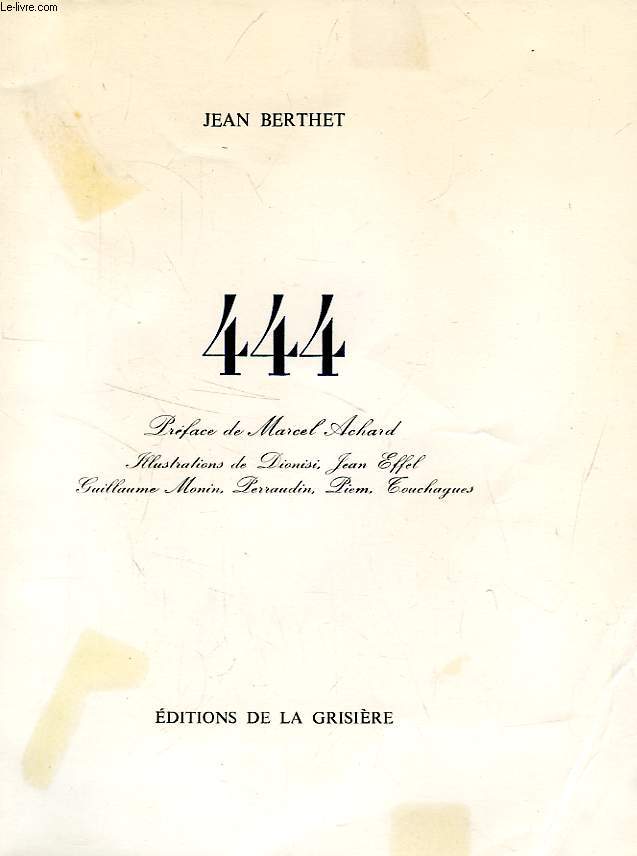 Le-livre.com
JEAN BERTHET
444
Préface de Marcel Achard
Illustrations de Dionisi, Jean Effel
Guillaume Monin, Perraudin, Piem, Touchagues
ÉDITIONS DE LA GRISIÈRE